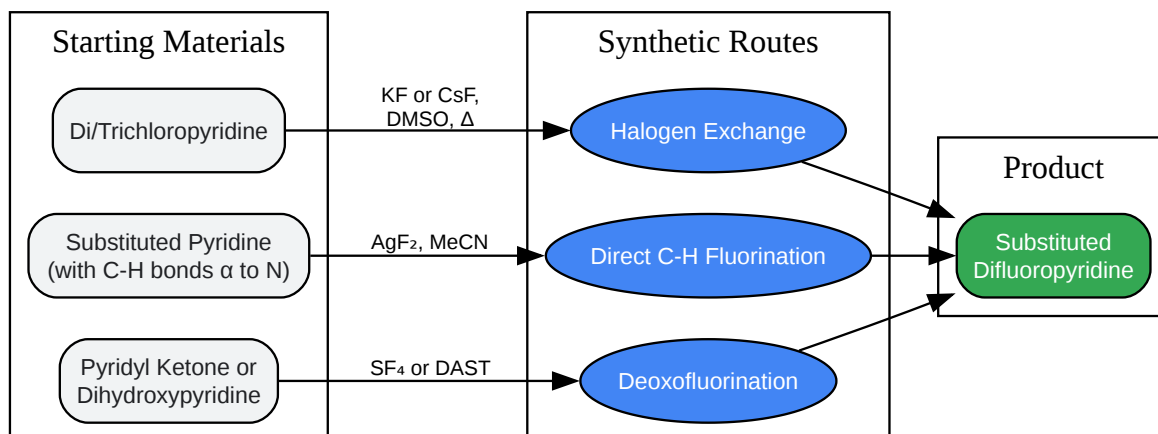 Starting Materials
Synthetic Routes
Product
Di/Trichloropyridine
KF or CsF,
DMSO, Δ
Halogen Exchange
Substituted Pyridine
(with C-H bonds α to N)
AgF₂, MeCN
Direct C-H Fluorination
Substituted
Difluoropyridine
Pyridyl Ketone or
Dihydroxypyridine
SF₄ or DAST
Deoxofluorination